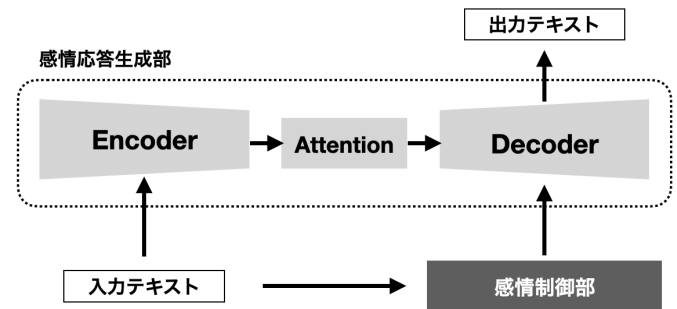 出力テキスト
感情応答生成部
Encoder
Attention
Decoder
入力テキスト
感情制御部